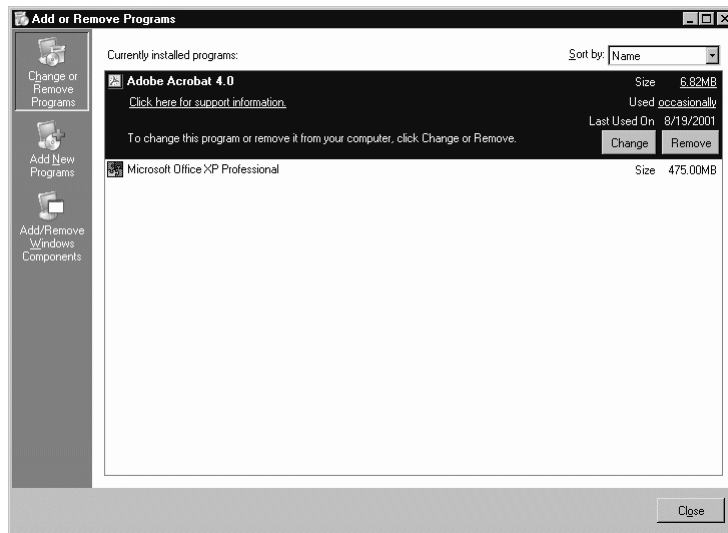 Add or Remove Programs
Change or
Remove
Programs
Add New
Programs
Add/Remove
Windows
Components
Currently installed programs:
Sort by: Name
Adobe Acrobat 4.0
Size 6.82MB
Click here for support information.
Used occasionally
Last Used On 8/19/2001
To change this program or remove it from your computer, click Change or Remove.
Change Remove
Microsoft Office XP Professional
Size 475.00MB
Close